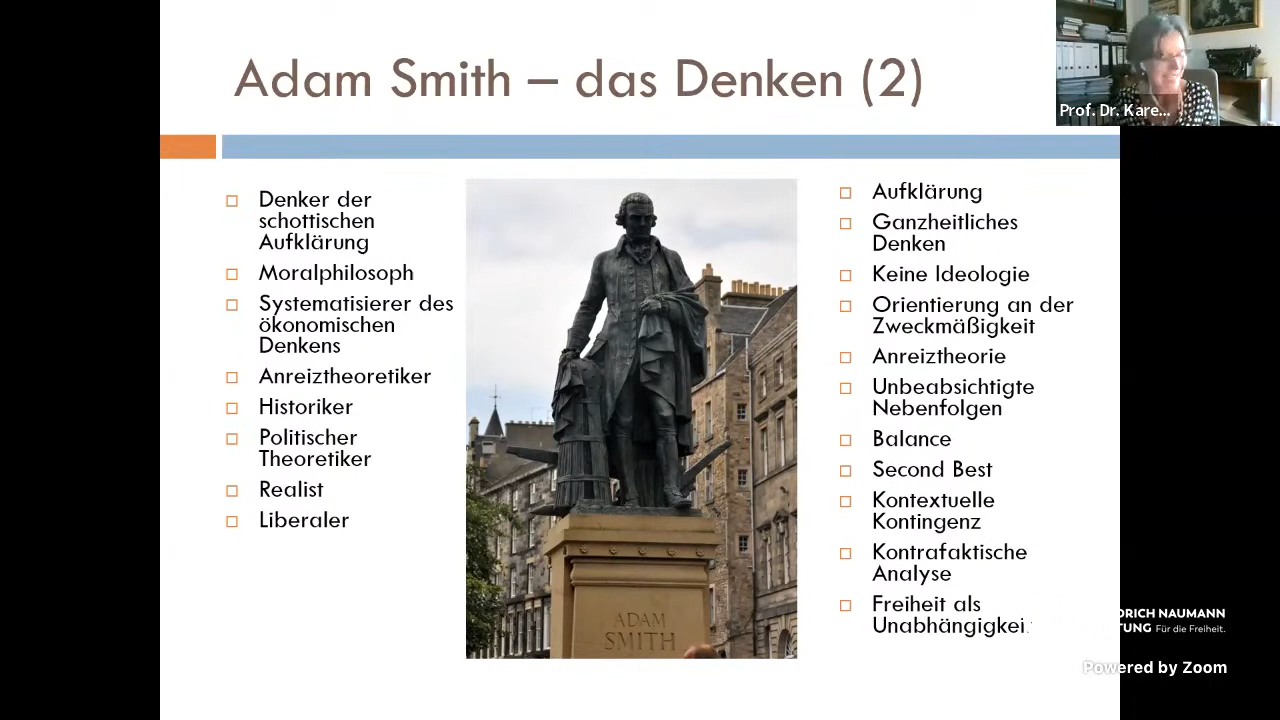 Adam Smith – das Denken (2)
Prof. Dr. Kare...
Denker der
schottischen
Aufklärung
Moralphilosoph
Systematisierer des
ökonomischen
Denkens
Anreiztheoretiker
Historiker
Politischer
Theoretiker
Realist
Liberaler
ADAM
SMITH
Aufklärung
Ganzheitliches
Denken
Keine Ideologie
Orientierung an der
Zweckmäßigkeit
Anreiztheorie
Unbeabsichtigte
Nebenfolgen
Balance
Second Best
Kontextuelle
Kontingenz
Kontrafaktische
Analyse
Freiheit als
Unabhängigkei
DRICH NAUMANN
TUNG Für die Freiheit.
Powered by Zoom